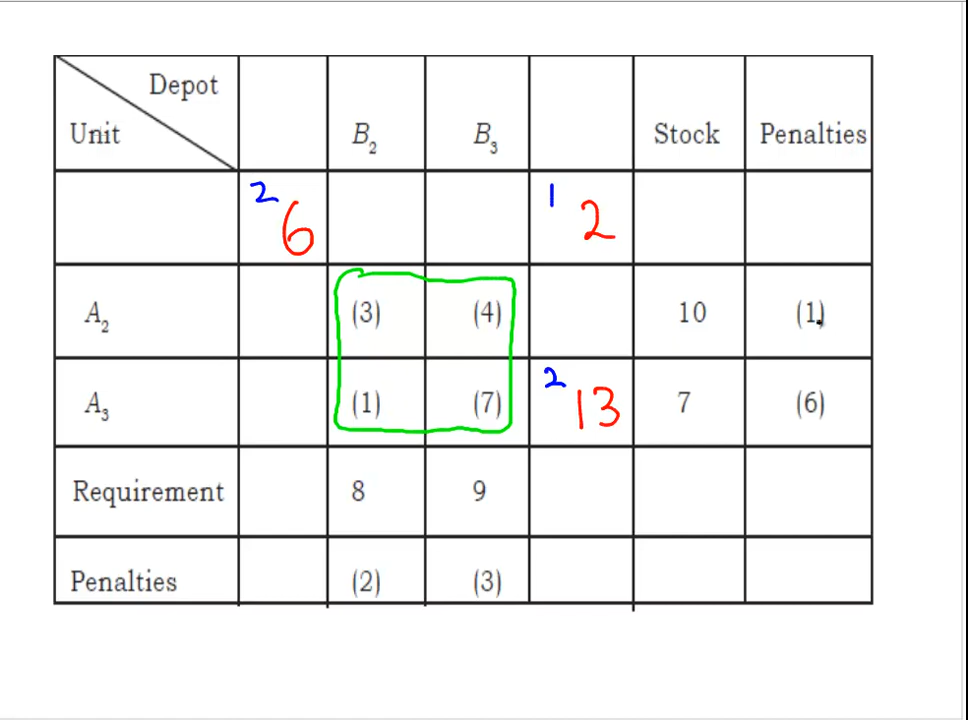 Depot
Unit B₂ B₃ Stock Penalties
2 6 1 2
A₂ (3) (4) 10 (1)
A₃ (1) (7) 2 13 7 (6)
Requirement 8 9
Penalties (2) (3)